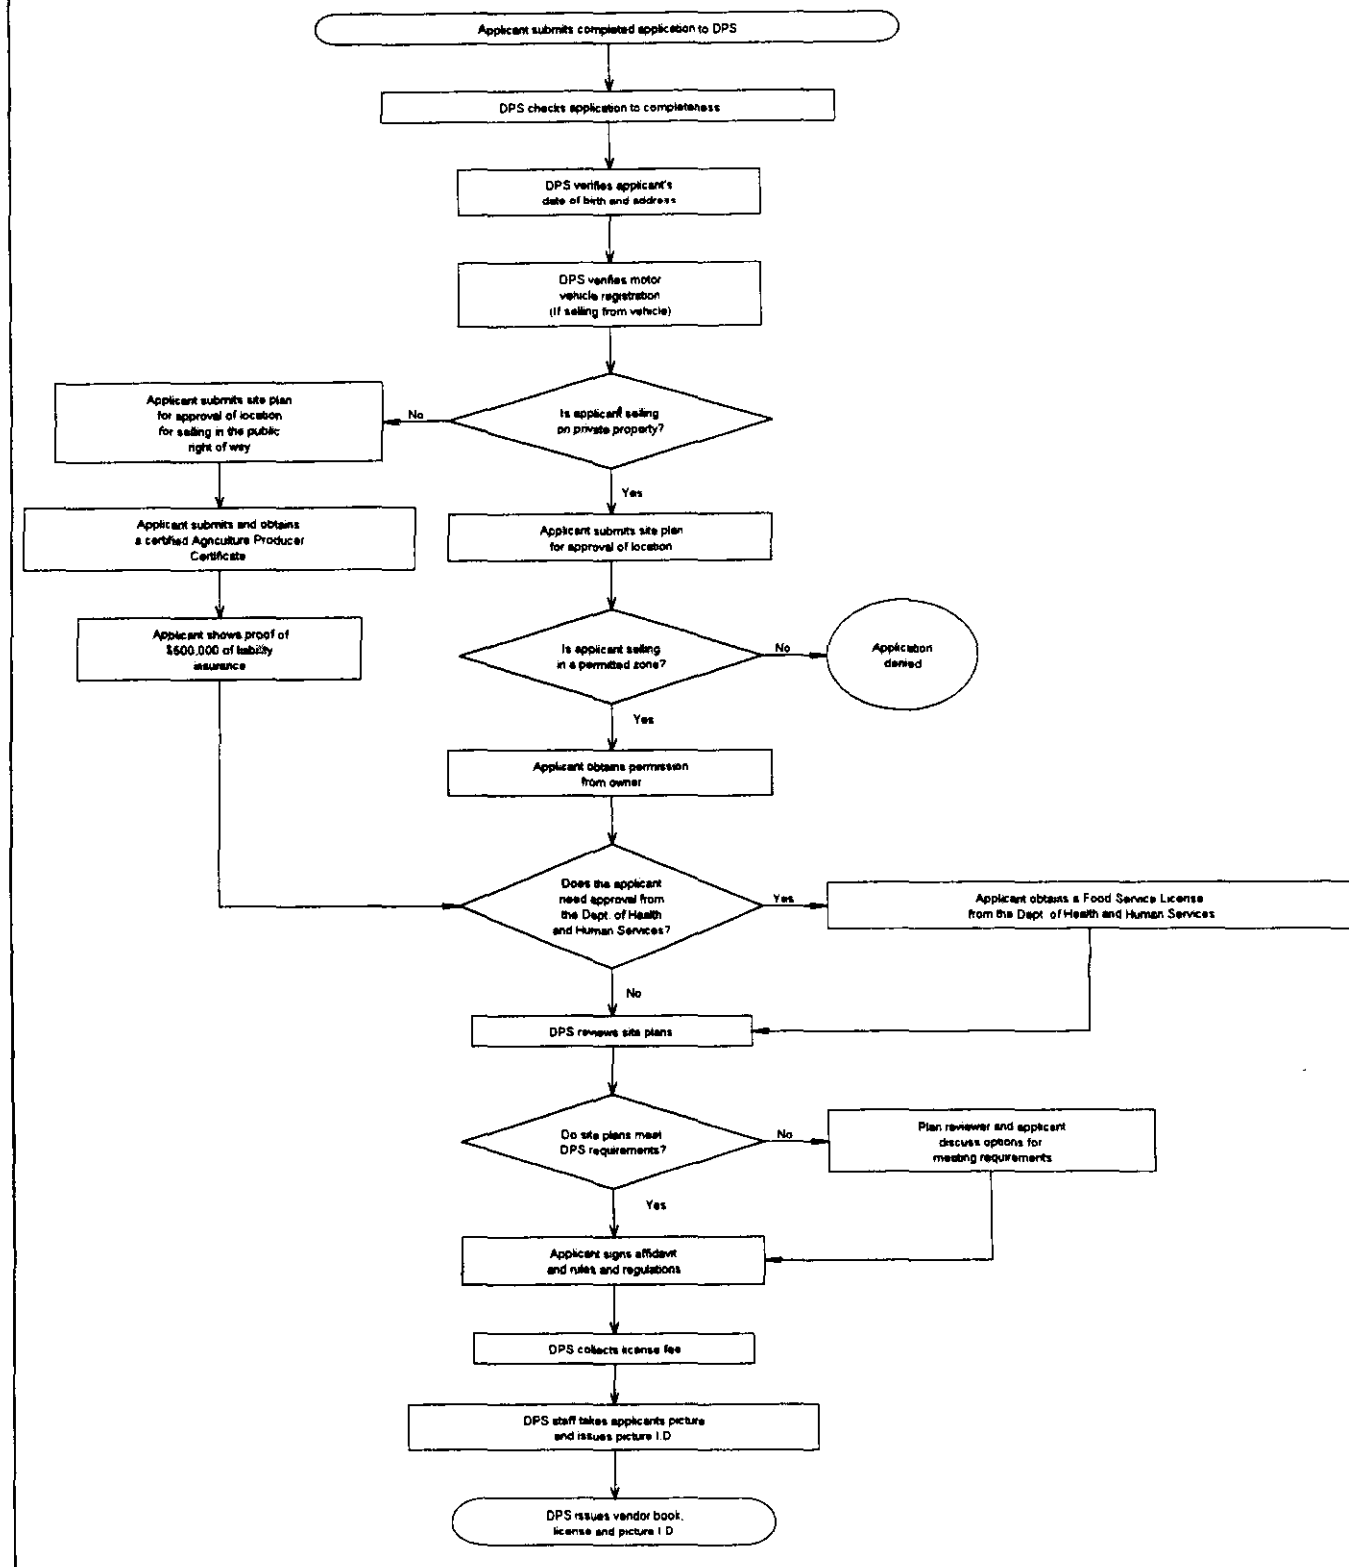 Applicant submits completed application to DPS
DPS checks application to completeness
DPS verifies applicant's
date of birth and address
DPS verifies motor
vehicle registration
(If selling from vehicle)
Is applicant selling
on private property?
No
Applicant submits site plan
for approval of location
for selling in the public
right of way
Yes
Applicant submits and obtains
a certified Agriculture Producer
Certificate
Applicant submits site plan
for approval of location
Applicant shows proof of
$500,000 of liability
insurance
Is applicant selling
in a permitted zone?
No
Application
denied
Yes
Applicant obtains permission
from owner
Does the applicant
need approval from
the Dept. of Health
and Human Services?
Yes
Applicant obtains a Food Service License
from the Dept. of Health and Human Services
No
DPS reviews site plans
Do site plans meet
DPS requirements?
No
Plan reviewer and applicant
discuss options for
meeting requirements
Yes
Applicant signs affidavit
and rules and regulations
DPS collects license fee
DPS staff takes applicants picture
and issues picture I.D
DPS issues vendor book,
license and picture I.D